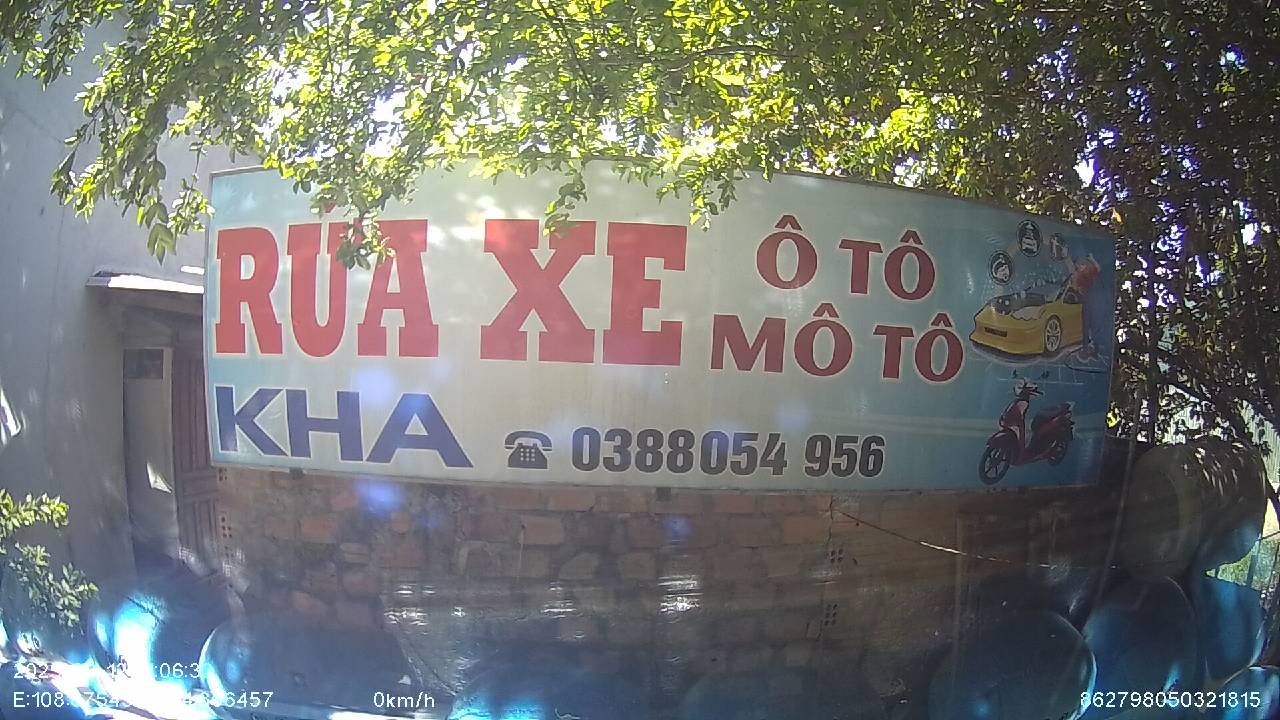 RỬA XE
Ô TÔ
MÔ TÔ
KHA
0388054 956
0km/h
862798050321815